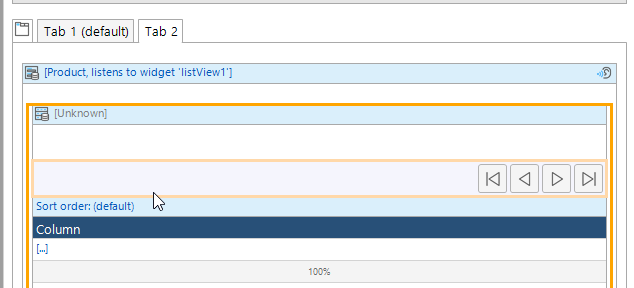 Tab 1 (default) Tab 2
[Product, listens to widget 'listView1']
[Unknown]
Sort order: (default)
Column
[...]
100%